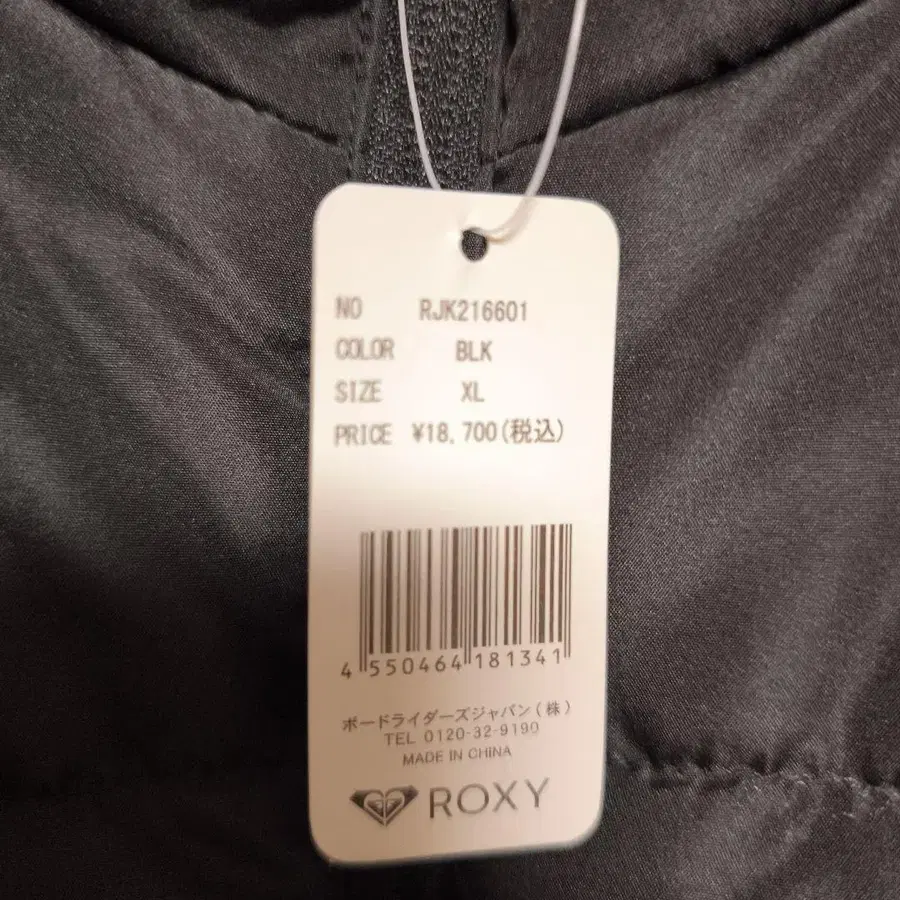 NO RJK216601
COLOR BLK
SIZE XL
PRICE ¥18,700(税込)
4 550464 181341
ボードライダーズジャパン(株)
TEL 0120-32-9190
MADE IN CHINA
ROXY